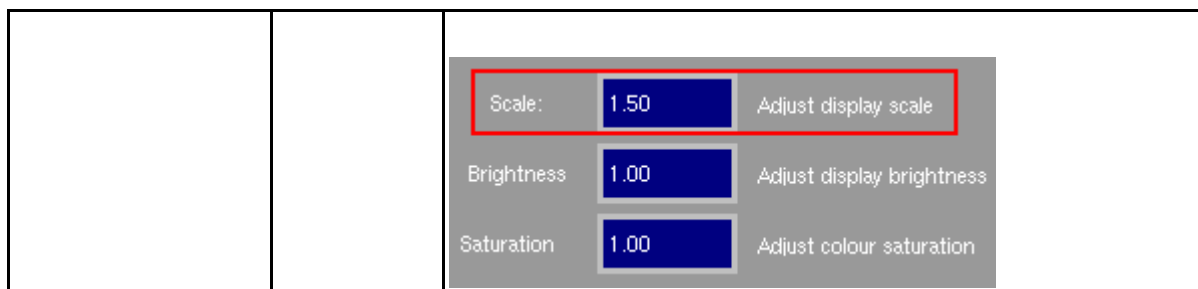 Scale: 1.50 Adjust display scale
Brightness 1.00 Adjust display brightness
Saturation 1.00 Adjust colour saturation